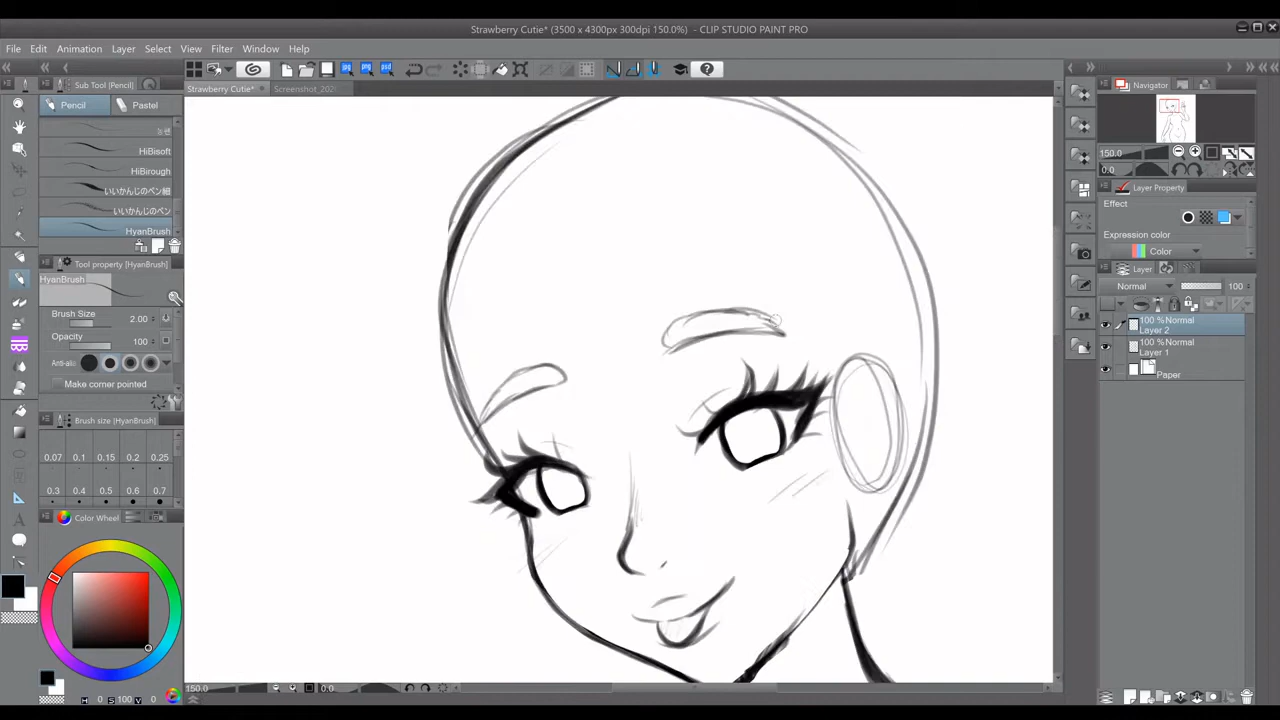 Strawberry Cutie* (3500 x 4300px 300dpi 150.0%) - CLIP STUDIO PAINT PRO
File Edit Animation Layer Select View Filter Window Help
Sub Tool [Pencil]
Strawberry Cutie*
Navigator
Pencil Pastel
HiBisoft
HiBirough
いいかんじのペン細
いいかんじのペン
HyanBrush
150.0
0.0
Layer Property
Effect
Expression color
Color
Tool property [HyanBrush]
HyanBrush
Brush Size 2.00
Opacity 100
Anti-ali
Make corner pointed
Layer
Normal 100
100 %Normal
Layer 2
100 %Normal
Layer 1
Paper
Brush size [HyanBrush]
0.07 0.1 0.15 0.2 0.25
0.3 0.4 0.5 0.6 0.7
Color Wheel
H 0 S 100 V 0
150.0 0.0